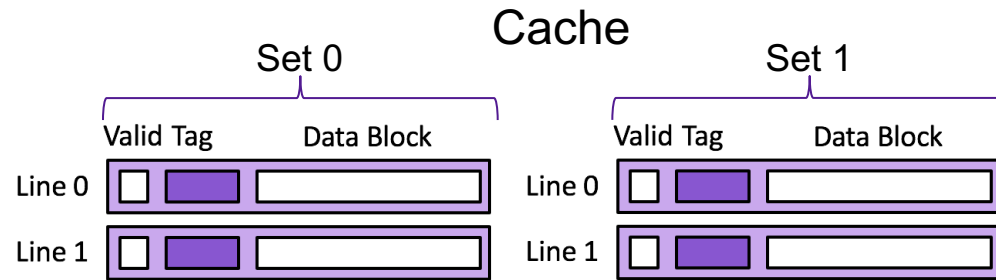 Cache
Set 0 Set 1
Valid Tag Data Block Valid Tag Data Block
Line 0 Line 0
Line 1 Line 1